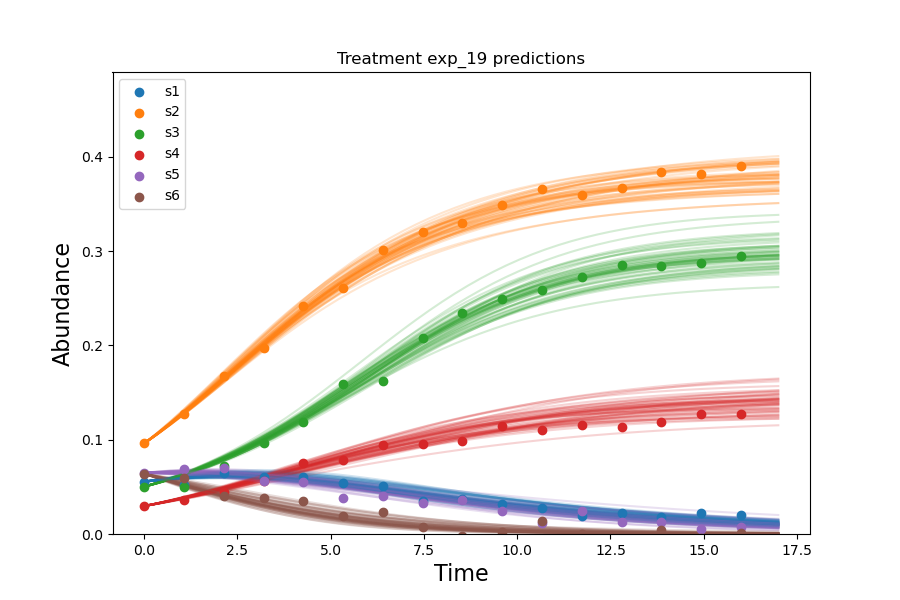 Treatment exp_19 predictions
s1
s2
s3
s4
s5
s6
Abundance
0.4
0.3
0.2
0.1
0.0
0.0 2.5 5.0 7.5 10.0 12.5 15.0 17.5
Time